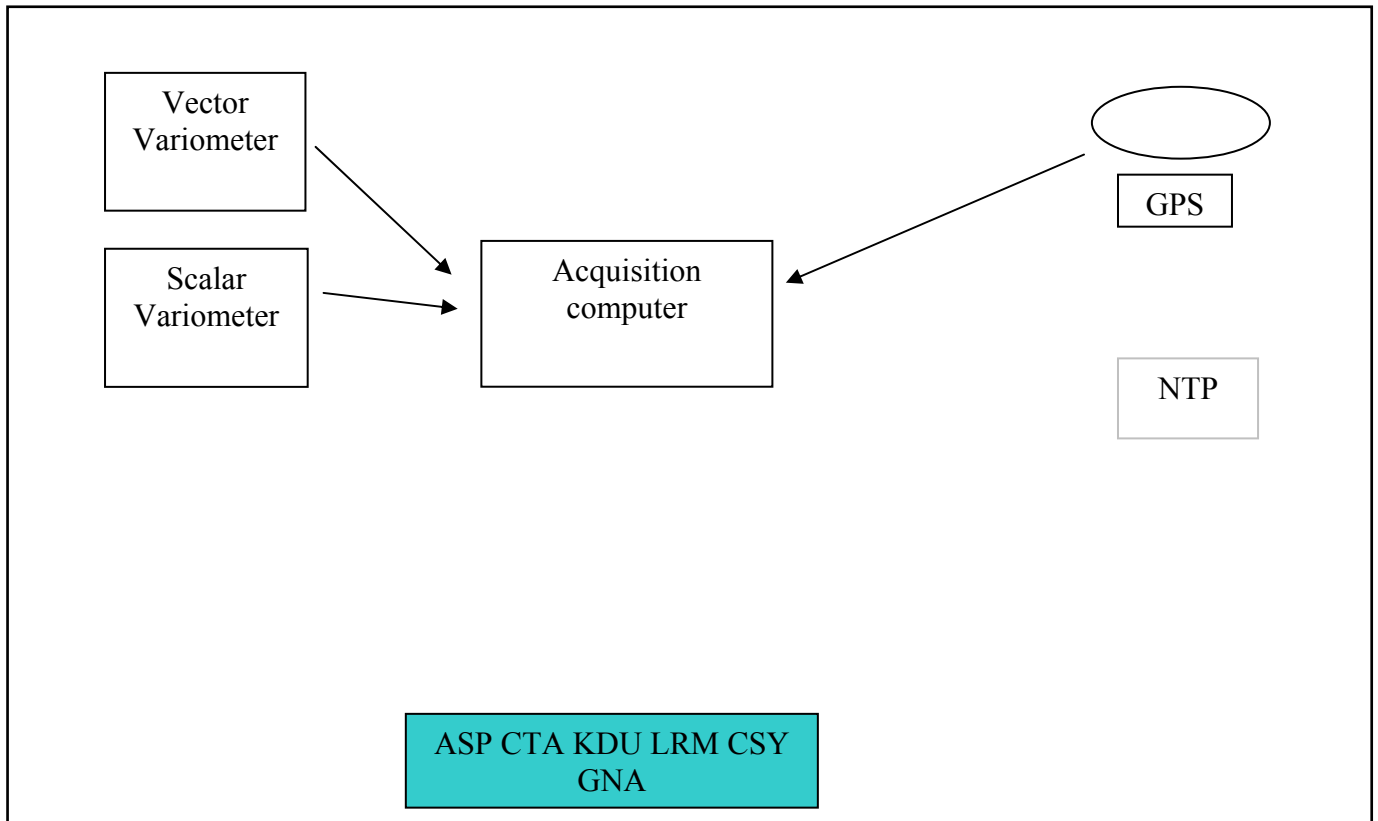 Vector
Variometer
Scalar
Variometer
Acquisition
computer
GPS
NTP
ASP CTA KDU LRM CSY
GNA